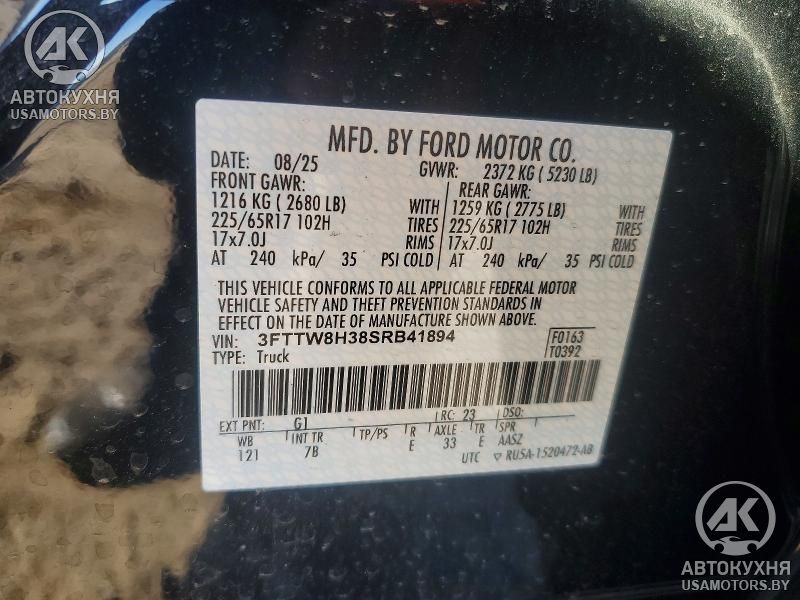 AK
АВТОКУХНЯ
USAMOTORS.BY
MFD. BY FORD MOTOR CO.
DATE: 08/25 GVWR: 2372 KG ( 5230 LB)
FRONT GAWR: REAR GAWR:
1216 KG ( 2680 LB) WITH 1259 KG ( 2775 LB) WITH
225/65R17 102H TIRES 225/65R17 102H TIRES
17x7.0J RIMS 17x7.0J RIMS
AT 240 kPa/ 35 PSI COLD AT 240 kPa/ 35 PSI COLD
THIS VEHICLE CONFORMS TO ALL APPLICABLE FEDERAL MOTOR
VEHICLE SAFETY AND THEFT PREVENTION STANDARDS IN
EFFECT ON THE DATE OF MANUFACTURE SHOWN ABOVE.
VIN: 3FTTW8H38SRB41894 F0163
TYPE: Truck T0392
EXT PNT: G1 RC: 23 DSO:
WB INT TR TP/PS R AXLE TR SPR
121 7B E 33 E AASZ
UTC ▽ RU5A-1520472-AB
AK
АВТОКУХНЯ
USAMOTORS.BY